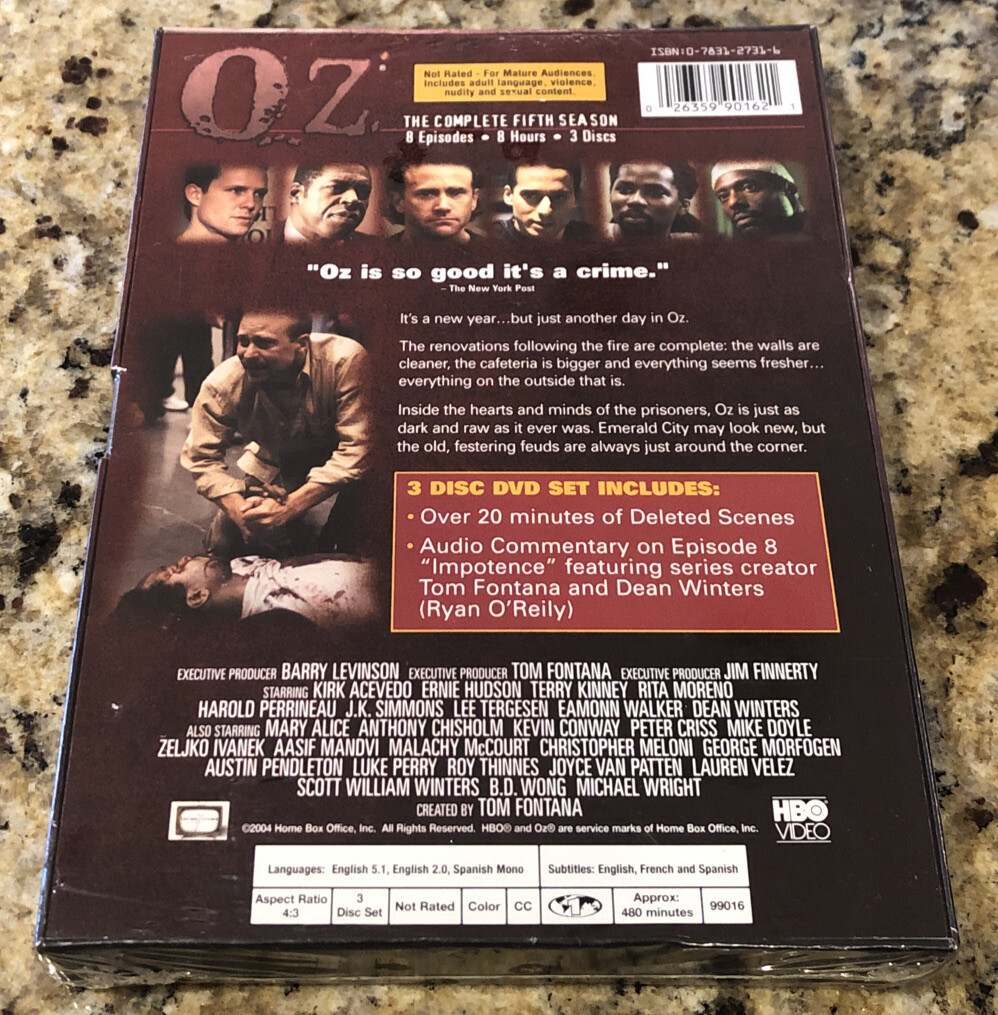 Oz:
Not Rated - For Mature Audiences.
Includes adult language, violence,
nudity and sexual content.
ISBN:0-7831-2731-6
0 26359 90162 1
THE COMPLETE FIFTH SEASON
8 Episodes • 8 Hours • 3 Discs
"Oz is so good it's a crime."
– The New York Post
It's a new year...but just another day in Oz.
The renovations following the fire are complete: the walls are
cleaner, the cafeteria is bigger and everything seems fresher...
everything on the outside that is.
Inside the hearts and minds of the prisoners, Oz is just as
dark and raw as it ever was. Emerald City may look new, but
the old, festering feuds are always just around the corner.
3 DISC DVD SET INCLUDES:
• Over 20 minutes of Deleted Scenes
• Audio Commentary on Episode 8
"Impotence" featuring series creator
Tom Fontana and Dean Winters
(Ryan O'Reily)
EXECUTIVE PRODUCER BARRY LEVINSON EXECUTIVE PRODUCER TOM FONTANA EXECUTIVE PRODUCER JIM FINNERTY
STARRING KIRK ACEVEDO ERNIE HUDSON TERRY KINNEY RITA MORENO
HAROLD PERRINEAU J.K. SIMMONS LEE TERGESEN EAMONN WALKER DEAN WINTERS
ALSO STARRING MARY ALICE ANTHONY CHISHOLM KEVIN CONWAY PETER CRISS MIKE DOYLE
ZELJKO IVANEK AASIF MANDVI MALACHY McCOURT CHRISTOPHER MELONI GEORGE MORFOGEN
AUSTIN PENDLETON LUKE PERRY ROY THINNES JOYCE VAN PATTEN LAUREN VELEZ
SCOTT WILLIAM WINTERS B.D. WONG MICHAEL WRIGHT
CREATED BY TOM FONTANA
©2004 Home Box Office, Inc. All Rights Reserved. HBO® and Oz® are service marks of Home Box Office, Inc.
HBO®
VIDEO
Languages: English 5.1, English 2.0, Spanish Mono
Subtitles: English, French and Spanish
Aspect Ratio
4:3
3
Disc Set
Not Rated
Color
CC
1
Approx:
480 minutes
99016